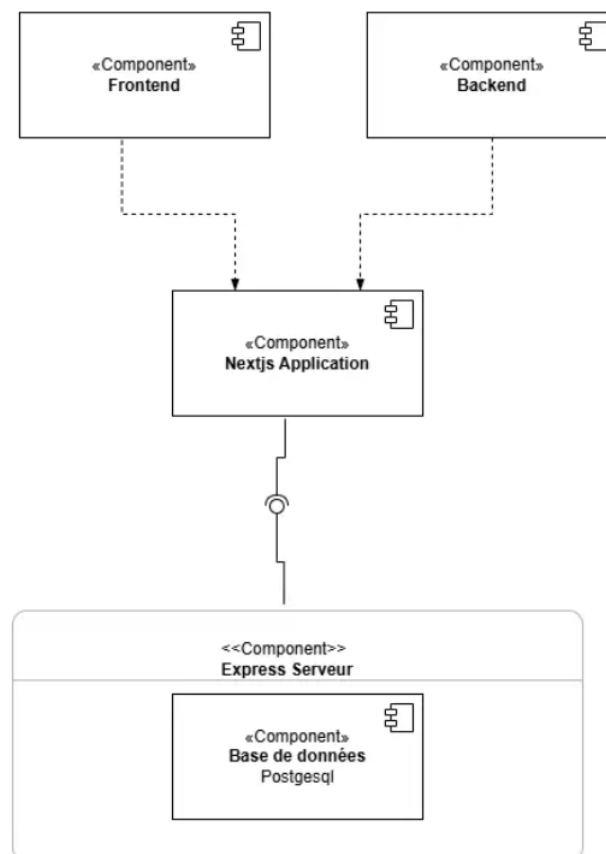 «Component»
Frontend
«Component»
Backend
«Component»
Nextjs Application
<<Component>>
Express Serveur
«Component»
Base de données
Postgesql